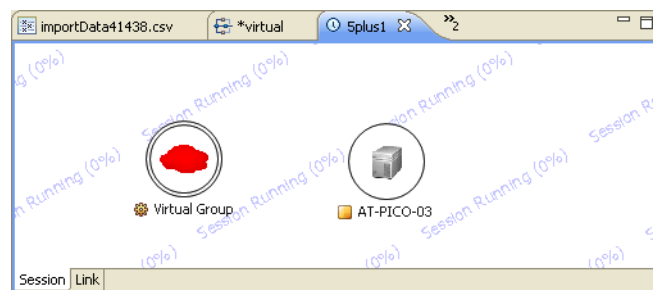 importData41438.csv
*virtual
5plus1
»2
Session Running (0%)
Virtual Group
AT-PICO-03
Session
Link